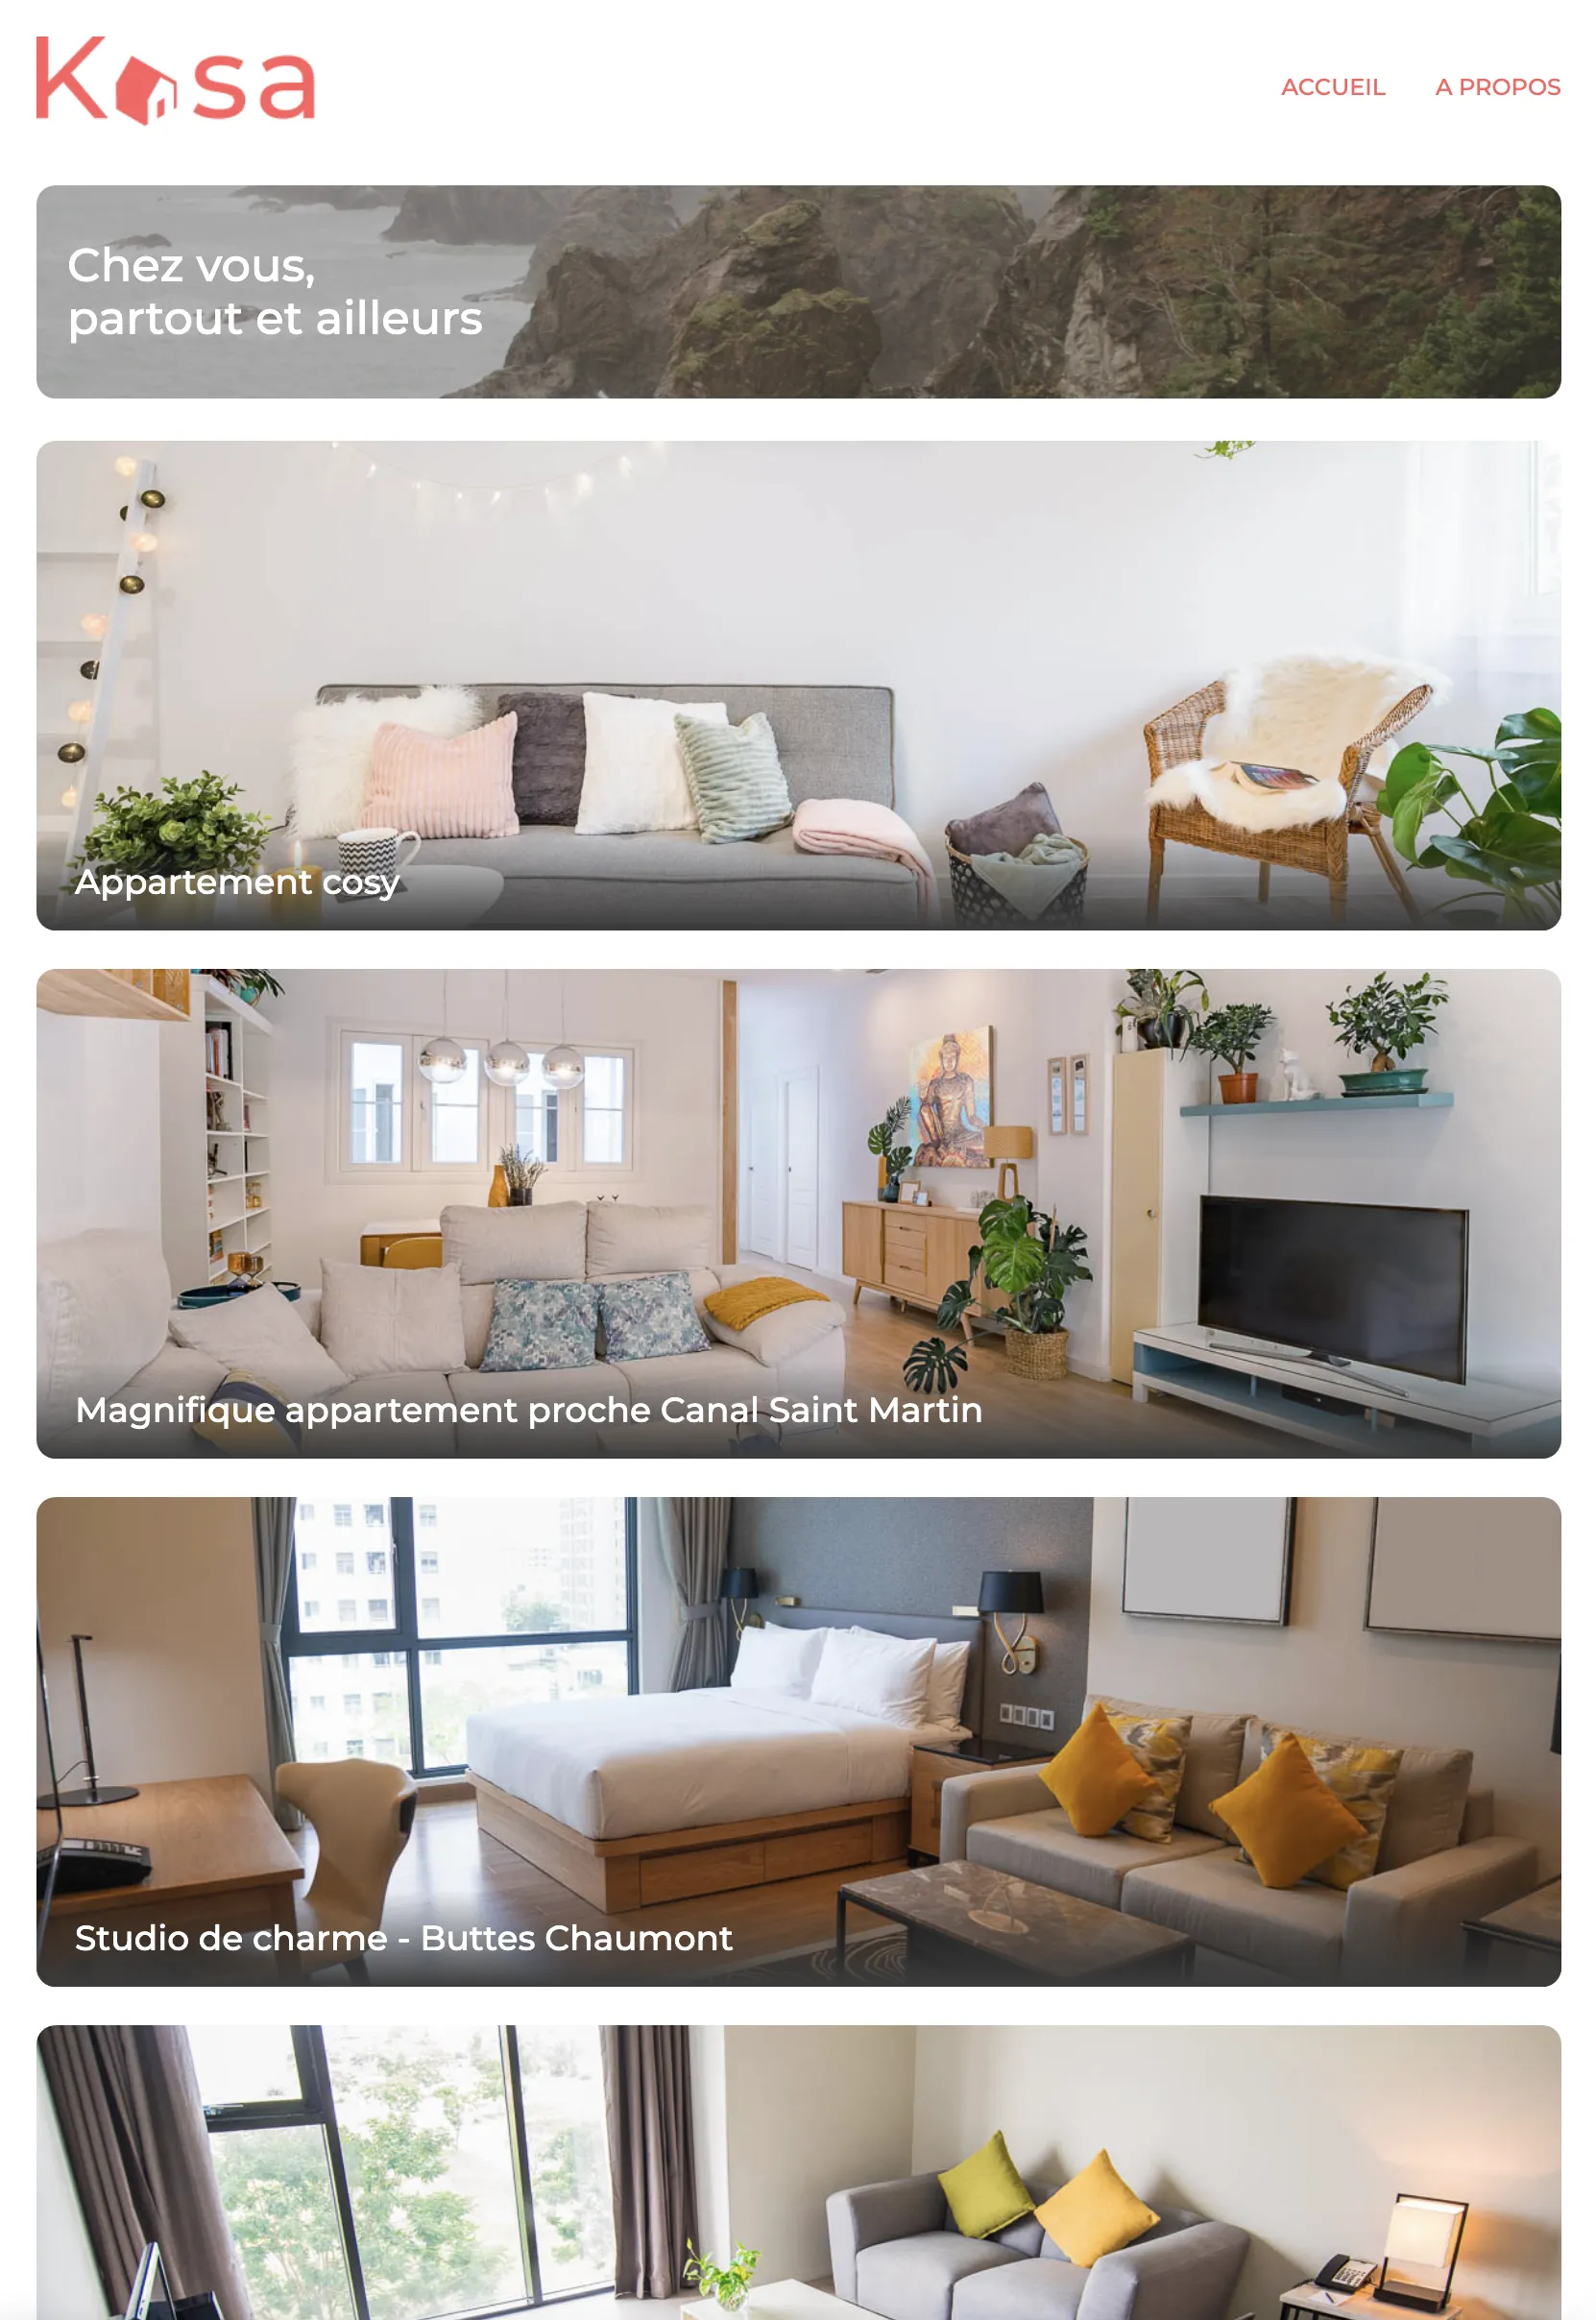 Kasa
ACCUEIL A PROPOS
Chez vous,
partout et ailleurs
Appartement cosy
Magnifique appartement proche Canal Saint Martin
Studio de charme - Buttes Chaumont